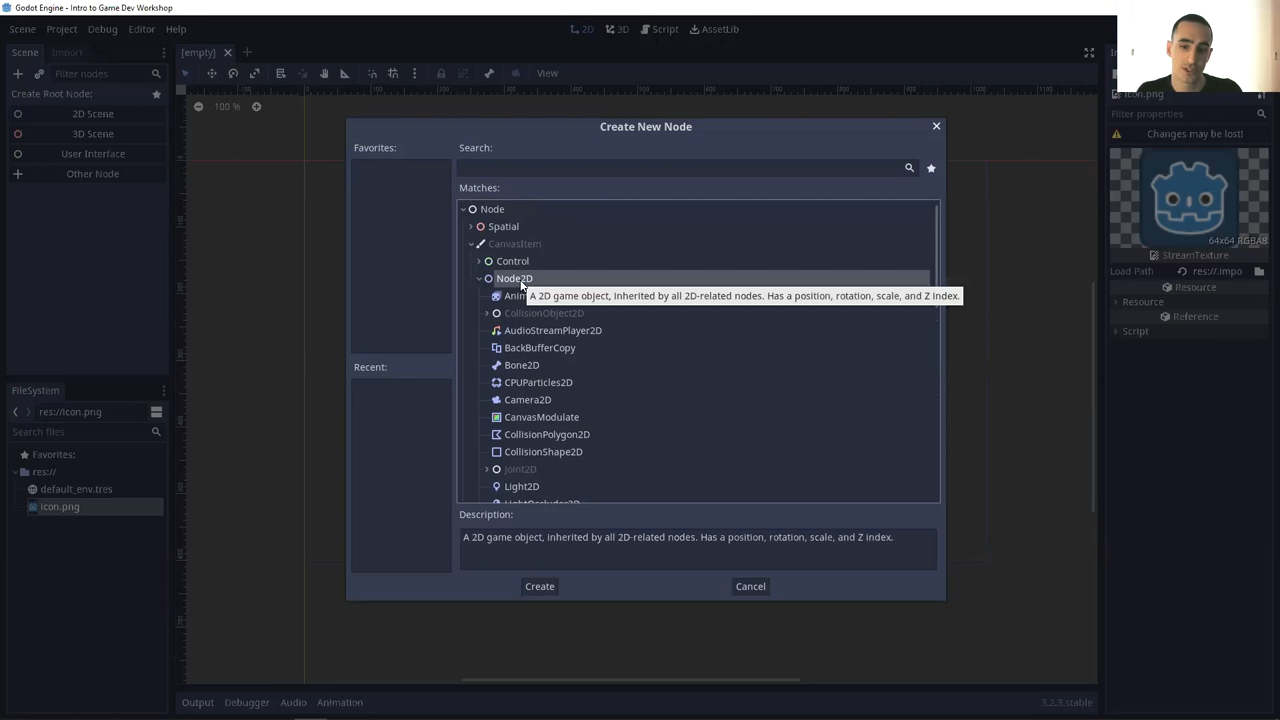 Godot Engine - Intro to Game Dev Workshop
Scene Project Debug Editor Help
2D 3D Script AssetLib
Scene Import
[empty]
Filter nodes
View
Create Root Node:
2D Scene
3D Scene
User Interface
Other Node
100 %
icon.png
Filter properties
Changes may be lost!
64x64 RGBA8
StreamTexture
Load Path res://.impo
Resource
Resource
Reference
Script
Create New Node
Favorites:
Search:
Matches:
Node
Spatial
CanvasItem
Control
Node2D
Anim
A 2D game object, inherited by all 2D-related nodes. Has a position, rotation, scale, and Z index.
CollisionObject2D
AudioStreamPlayer2D
BackBufferCopy
Bone2D
CPUParticles2D
Camera2D
CanvasModulate
CollisionPolygon2D
CollisionShape2D
Joint2D
Light2D
LightOccluder2D
Recent:
Description:
A 2D game object, inherited by all 2D-related nodes. Has a position, rotation, scale, and Z index.
Create Cancel
FileSystem
res://icon.png
Search files
Favorites:
res://
default_env.tres
icon.png
Output Debugger Audio Animation
3.2.3.stable